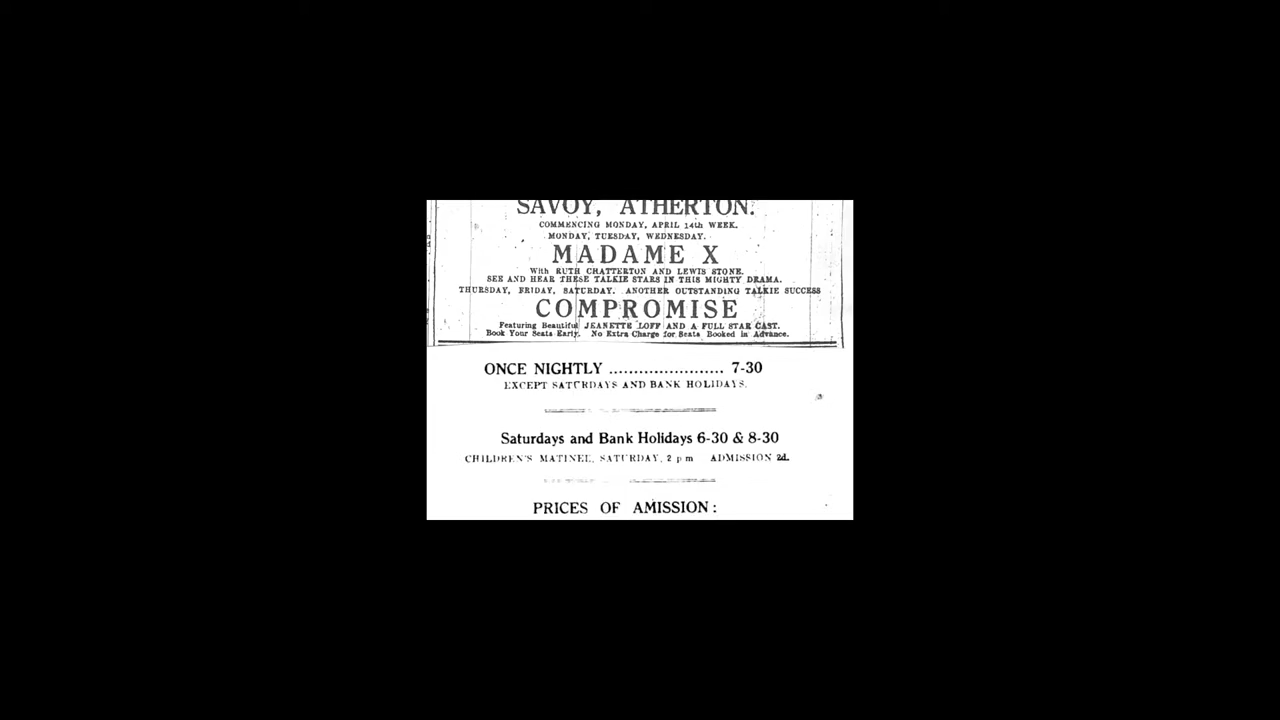 SAVOY, ATHERTON.
COMMENCING MONDAY, APRIL 14th WEEK.
MONDAY, TUESDAY, WEDNESDAY.
MADAME X
With RUTH CHATTERTON AND LEWIS STONE.
SEE AND HEAR THESE TALKIE STARS IN THIS MIGHTY DRAMA.
THURSDAY, FRIDAY, SATURDAY. ANOTHER OUTSTANDING TALKIE SUCCESS
COMPROMISE
Featuring Beautiful JEANETTE LOFF AND A FULL STAR CAST.
Book Your Seats Early. No Extra Charge for Seats Booked in Advance.
ONCE NIGHTLY ....................... 7-30
EXCEPT SATURDAYS AND BANK HOLIDAYS.
Saturdays and Bank Holidays 6-30 & 8-30
CHILDREN'S MATINEE, SATURDAY, 2 p m ADMISSION 2d.
PRICES OF AMISSION :